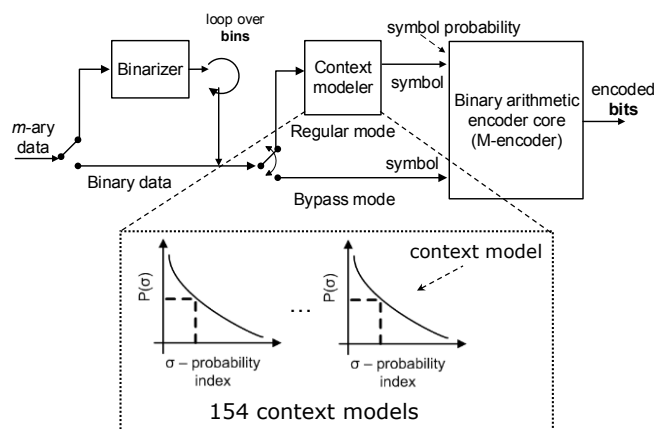 loop over
bins
symbol probability
Binarizer
Context
modeler
symbol
Binary arithmetic
encoder core
(M-encoder)
encoded
bits
m-ary
data
Regular mode
Binary data
symbol
Bypass mode
context model
P(σ)
P(σ)
...
σ – probability
index
σ – probability
index
154 context models